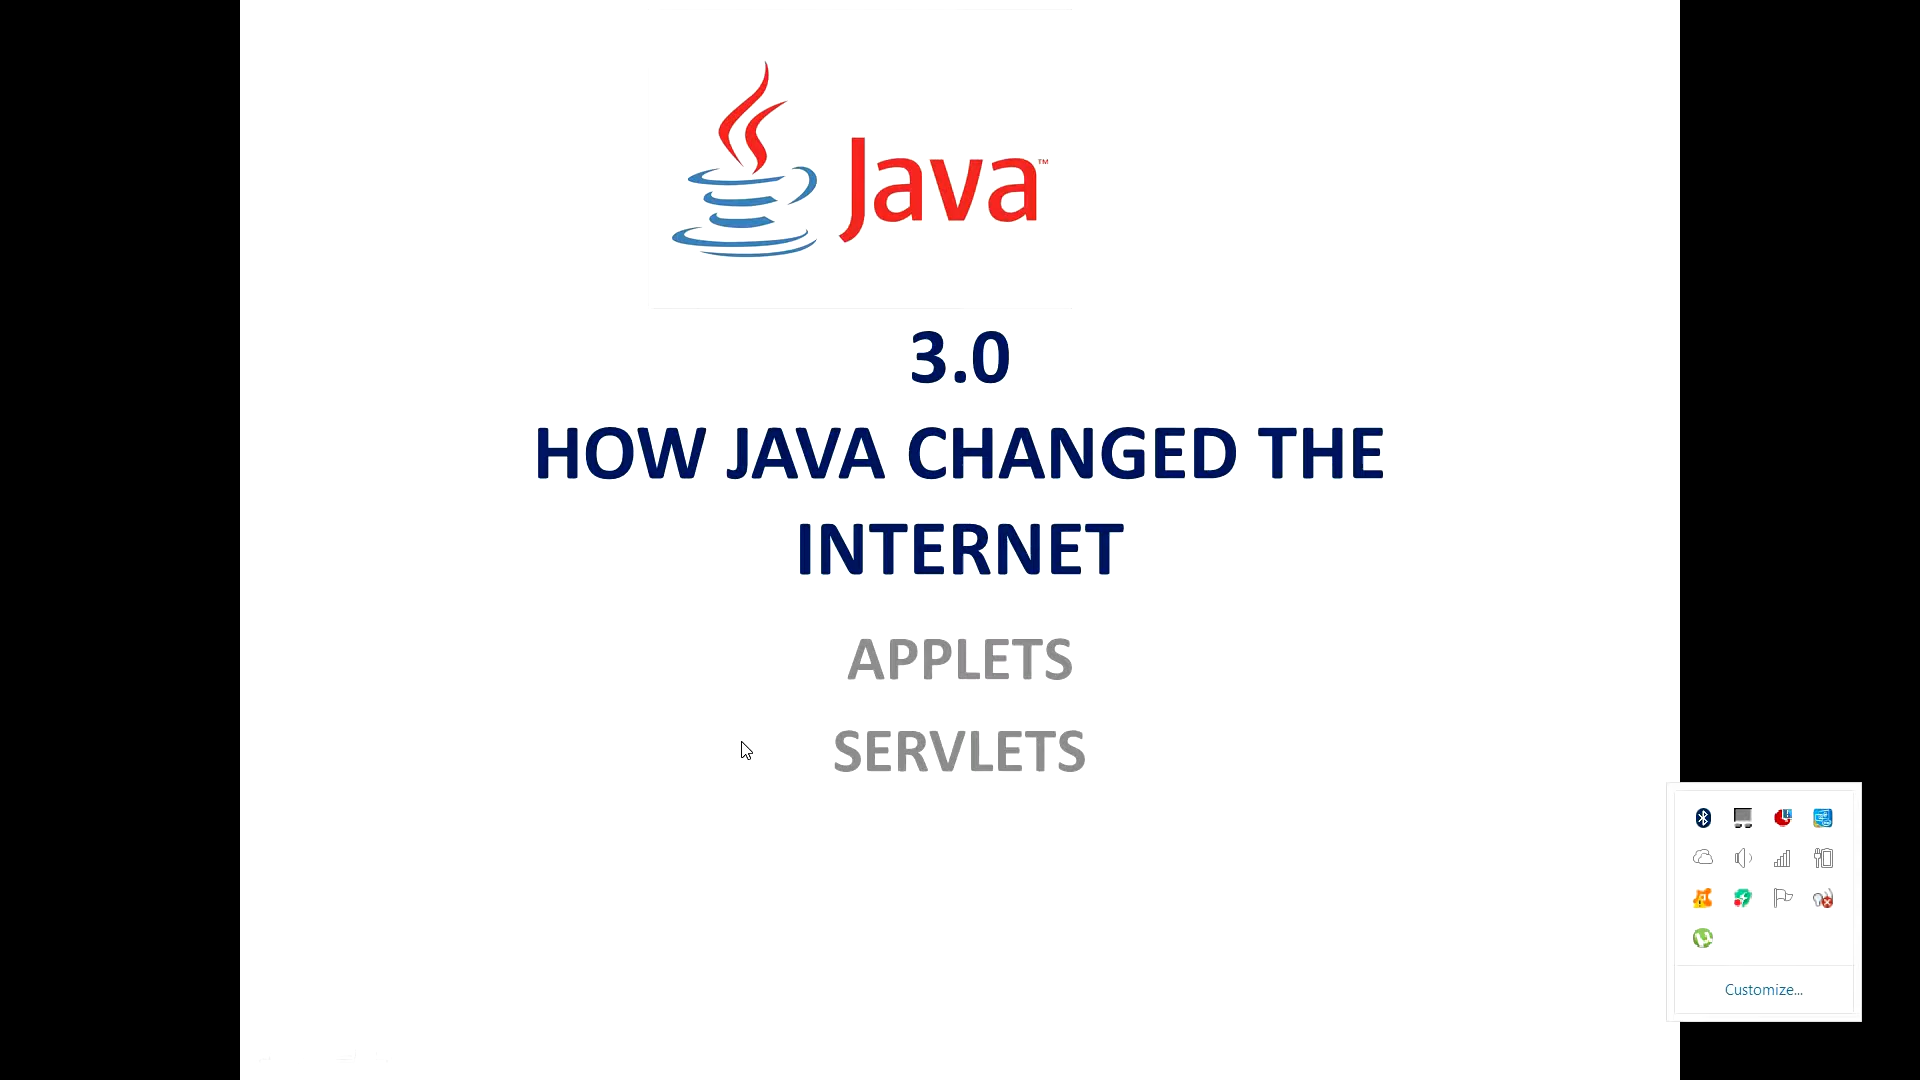 Java™
3.0
HOW JAVA CHANGED THE
INTERNET
APPLETS
SERVLETS
Customize...